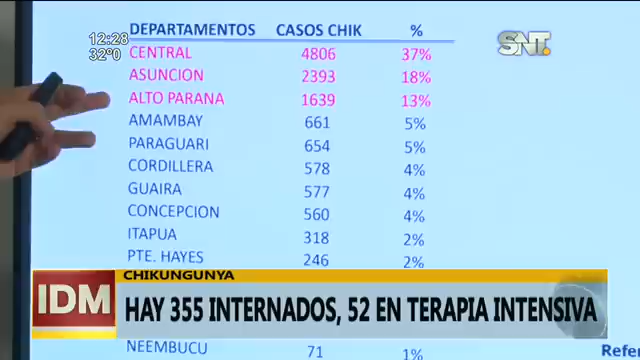 DEPARTAMENTOS CASOS CHIK %
12:28
32°0
SNT.
CENTRAL 4806 37%
ASUNCION 2393 18%
ALTO PARANA 1639 13%
AMAMBAY 661 5%
PARAGUARI 654 5%
CORDILLERA 578 4%
GUAIRA 577 4%
CONCEPCION 560 4%
ITAPUA 318 2%
PTE. HAYES 246 2%
CHIKUNGUNYA
IDM
HAY 355 INTERNADOS, 52 EN TERAPIA INTENSIVA
NEEMBUCU 71 1%
Refer